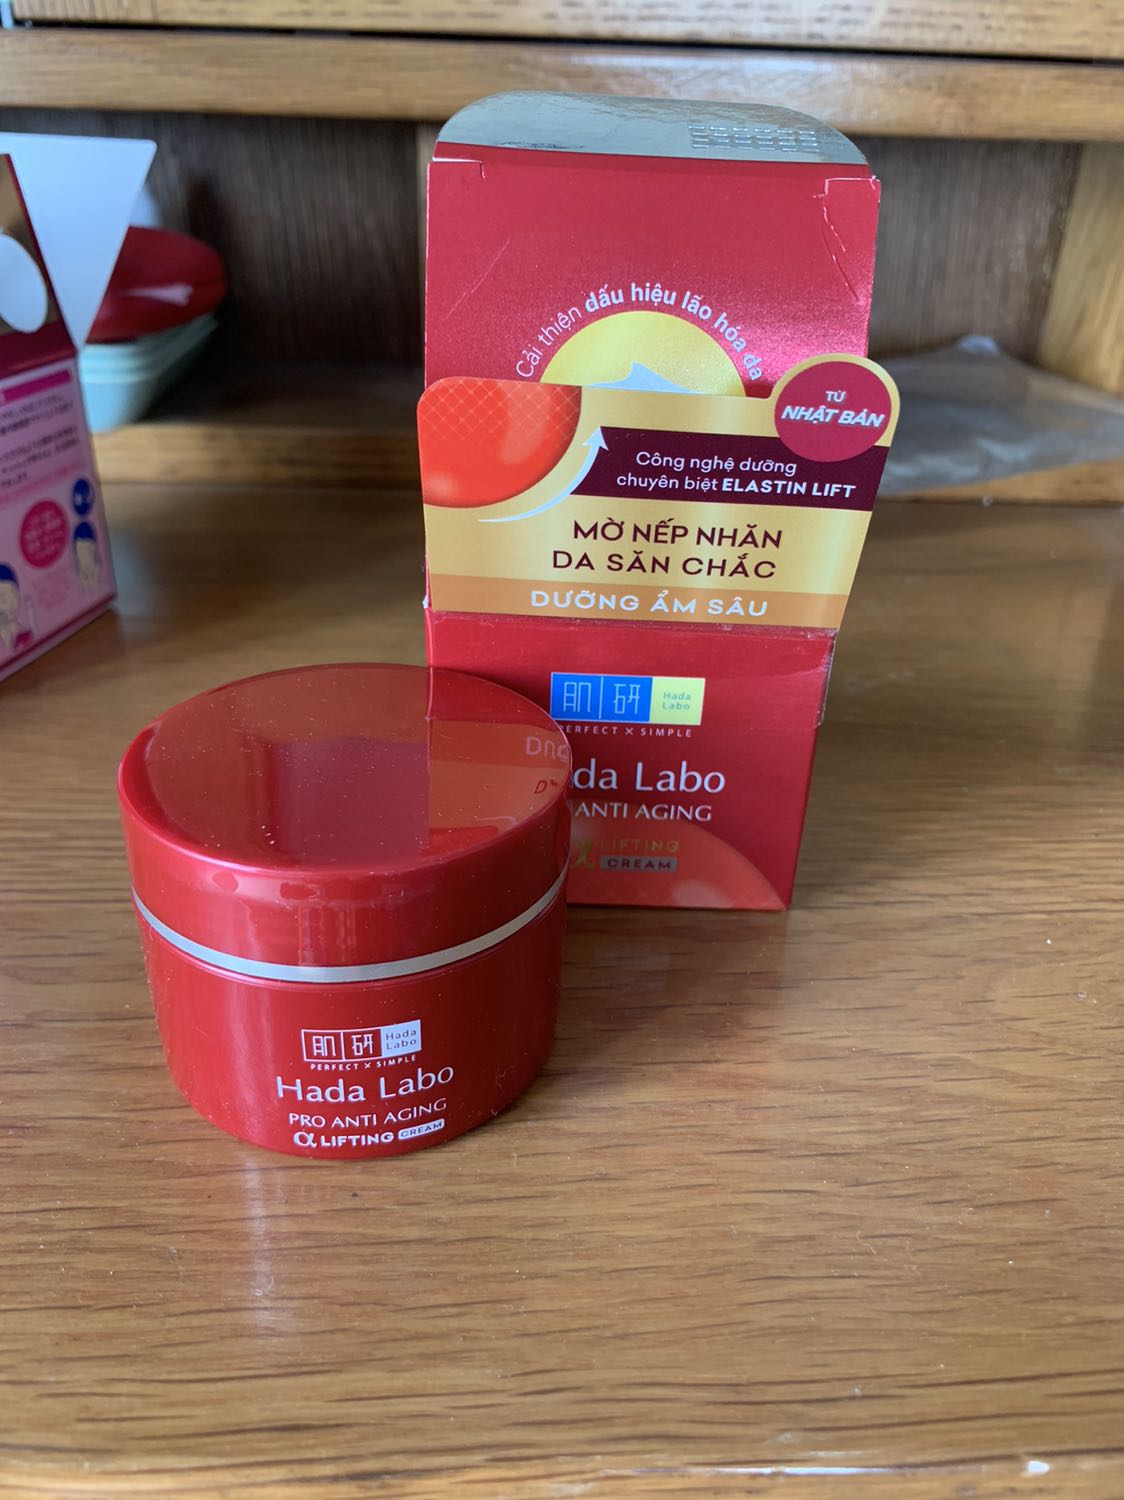 Cải thiện dấu hiệu lão hóa da
TỪ
NHẬT BẢN
Công nghệ dưỡng
chuyên biệt ELASTIN LIFT
MỜ NẾP NHĂN
DA SĂN CHẮC
DƯỠNG ẨM SÂU
肌研 Hada
Labo
PERFECT × SIMPLE
da Labo
ANTI AGING
α LIFTING
CREAM
肌研 Hada
Labo
PERFECT × SIMPLE
Hada Labo
PRO ANTI AGING
α LIFTING CREAM